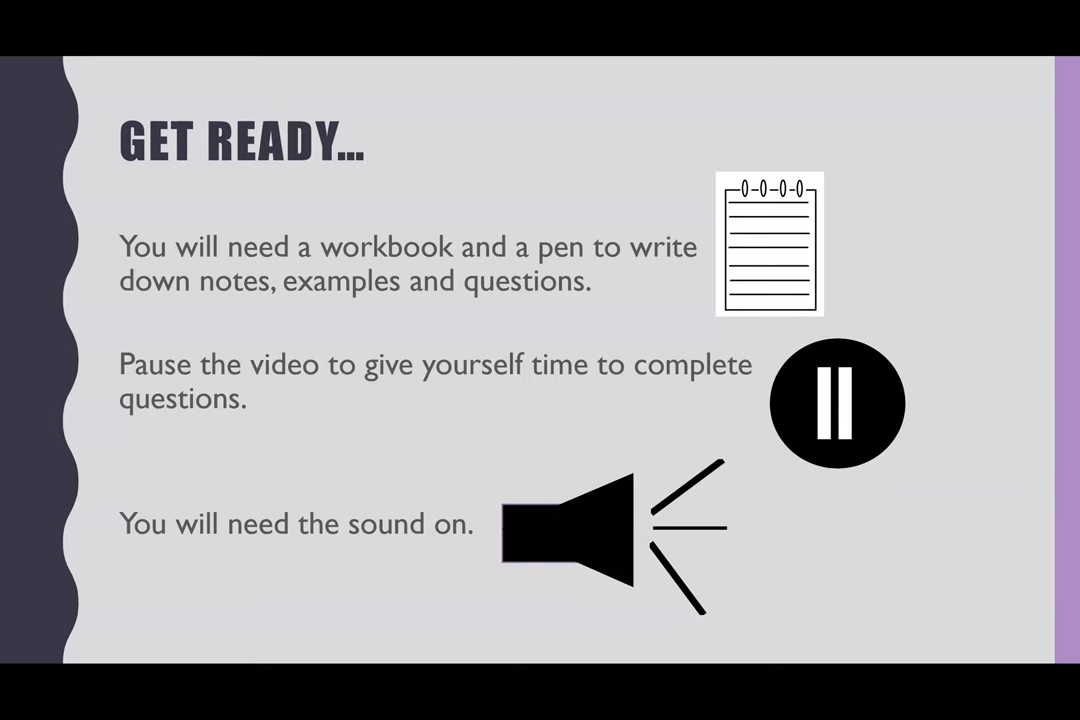 GET READY...
You will need a workbook and a pen to write
down notes, examples and questions.
Pause the video to give yourself time to complete
questions.
You will need the sound on.